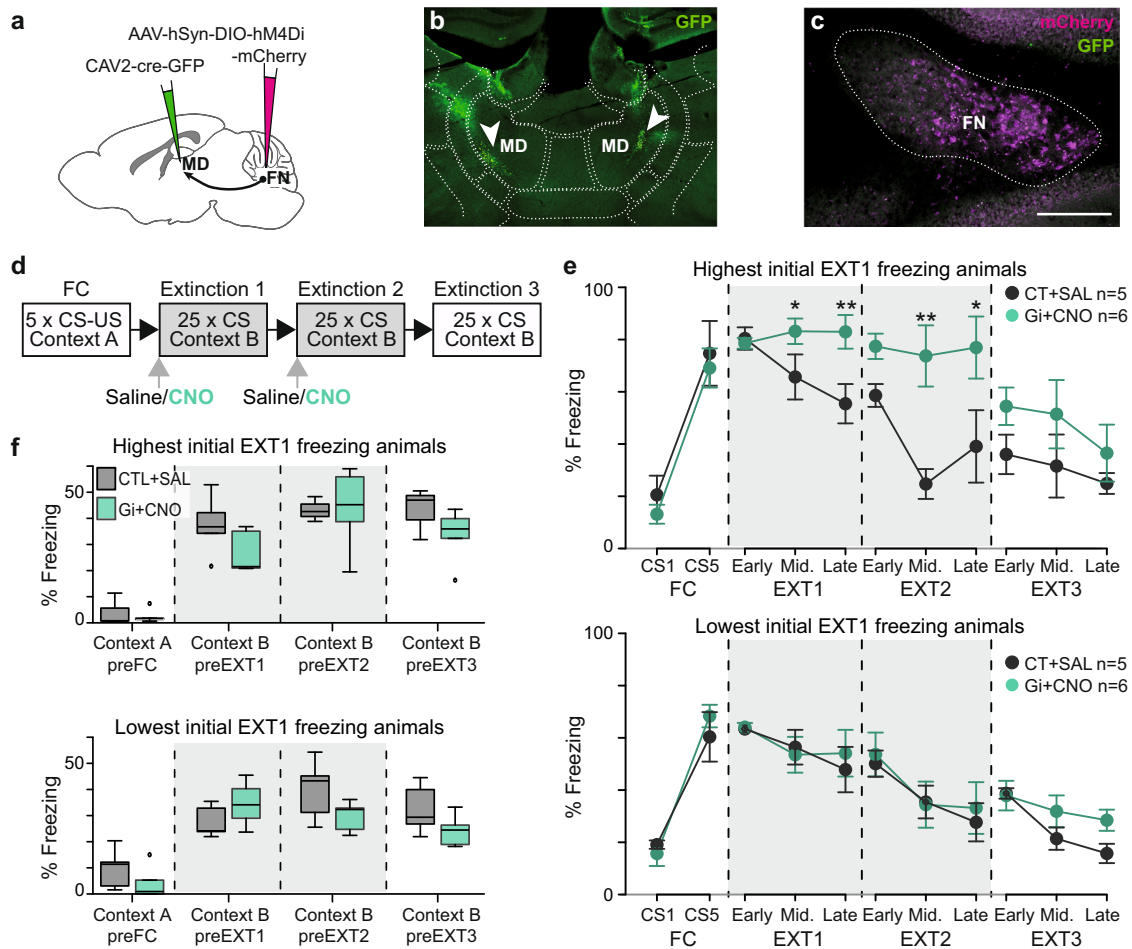 a
AAV-hSyn-DIO-hM4Di
-mCherry
CAV2-cre-GFP
MD
FN
b
GFP
MD
MD
c
mCherry
GFP
FN
d
FC
Extinction 1
Extinction 2
Extinction 3
5 x CS-US
Context A
25 x CS
Context B
25 x CS
Context B
25 x CS
Context B
Saline/CNO
Saline/CNO
e
Highest initial EXT1 freezing animals
100
% Freezing
0
CT+SAL n=5
Gi+CNO n=6
*
**
**
*
CS1
CS5
Early
Mid.
Late
Early
Mid.
Late
Early
Mid.
Late
FC
EXT1
EXT2
EXT3
Lowest initial EXT1 freezing animals
100
% Freezing
0
CT+SAL n=5
Gi+CNO n=6
CS1
CS5
Early
Mid.
Late
Early
Mid.
Late
Early
Mid.
Late
FC
EXT1
EXT2
EXT3
f
Highest initial EXT1 freezing animals
50
% Freezing
0
CTL+SAL
Gi+CNO
Context A
preFC
Context B
preEXT1
Context B
preEXT2
Context B
preEXT3
Lowest initial EXT1 freezing animals
50
% Freezing
0
Context A
preFC
Context B
preEXT1
Context B
preEXT2
Context B
preEXT3